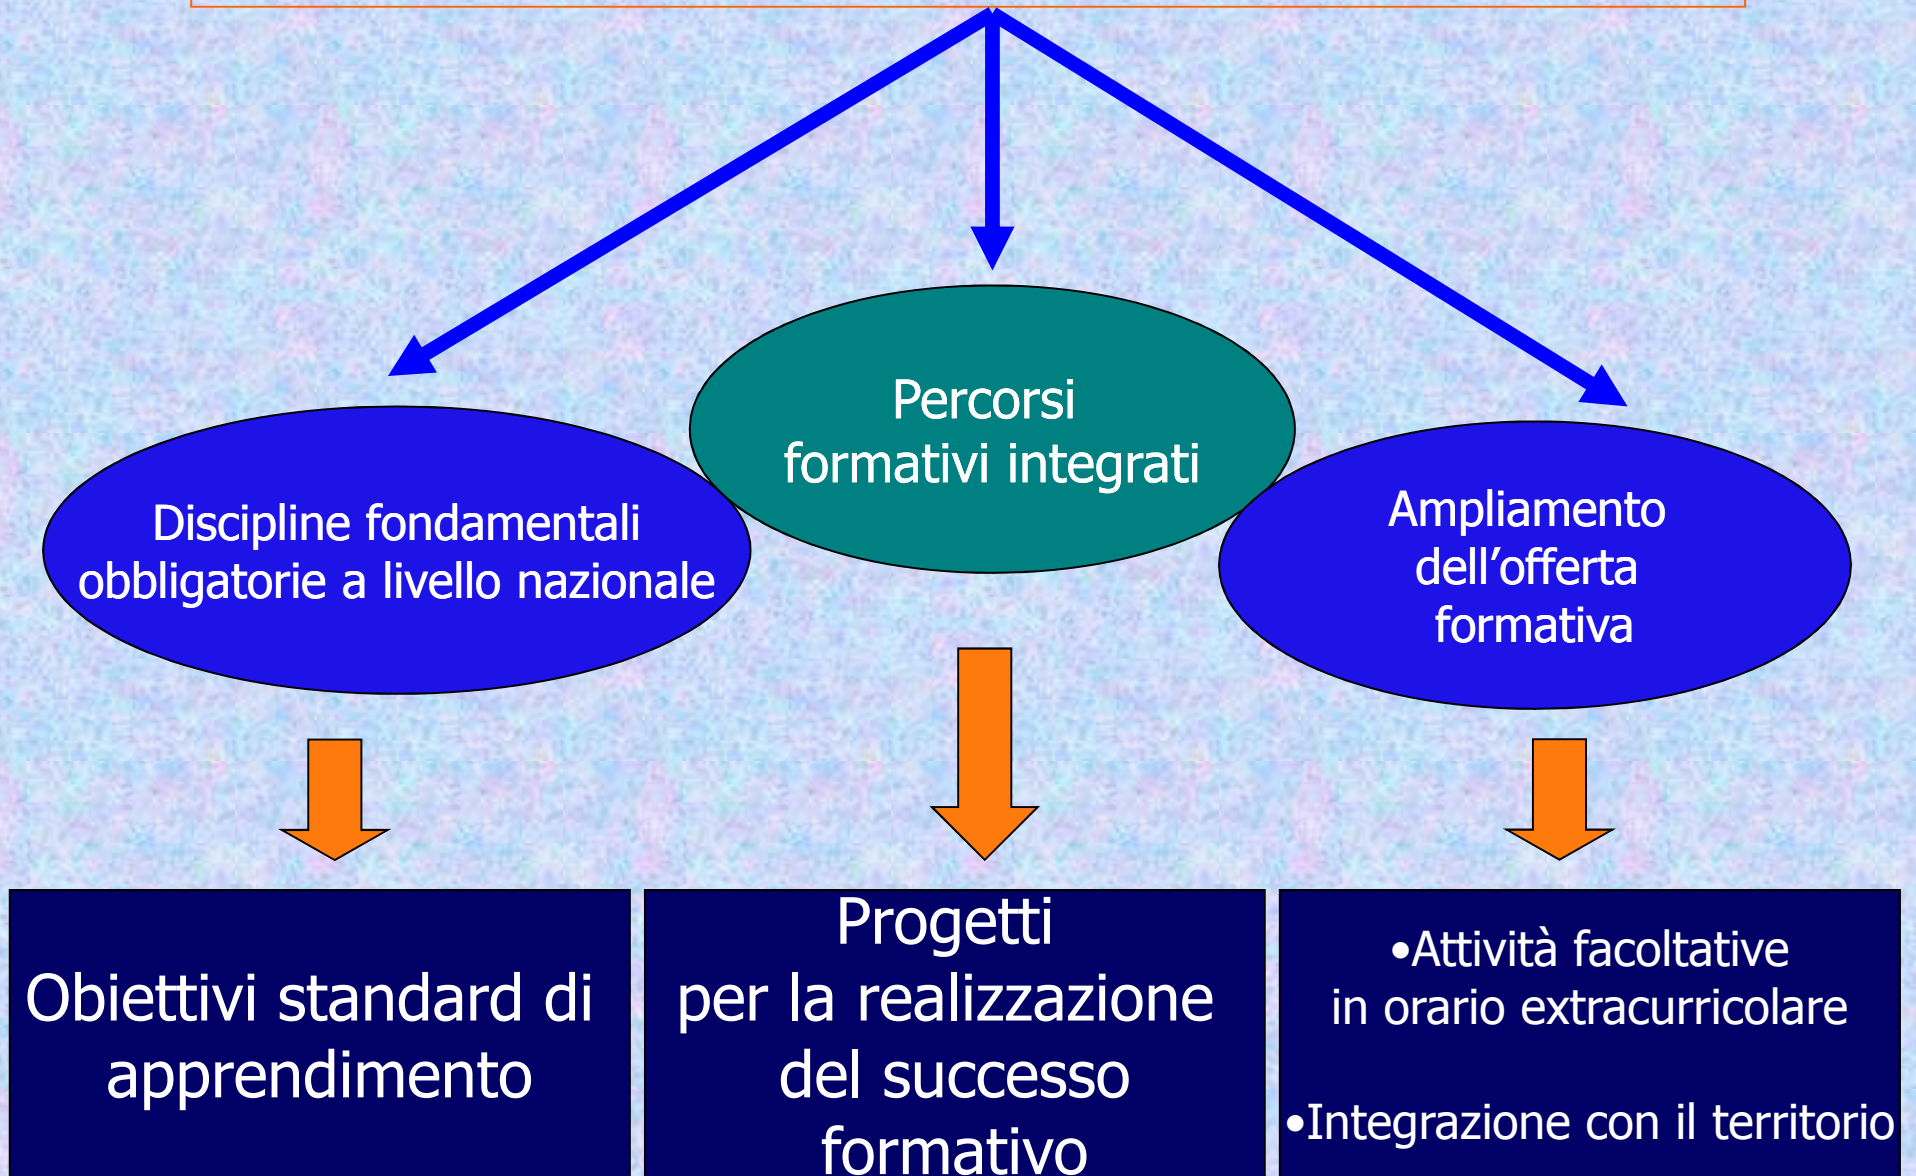 Percorsi
formativi integrati
Discipline fondamentali
obbligatorie a livello nazionale
Ampliamento
dell’offerta
formativa
Obiettivi standard di
apprendimento
Progetti
per la realizzazione
del successo
formativo
•Attività facoltative
in orario extracurricolare
•Integrazione con il territorio